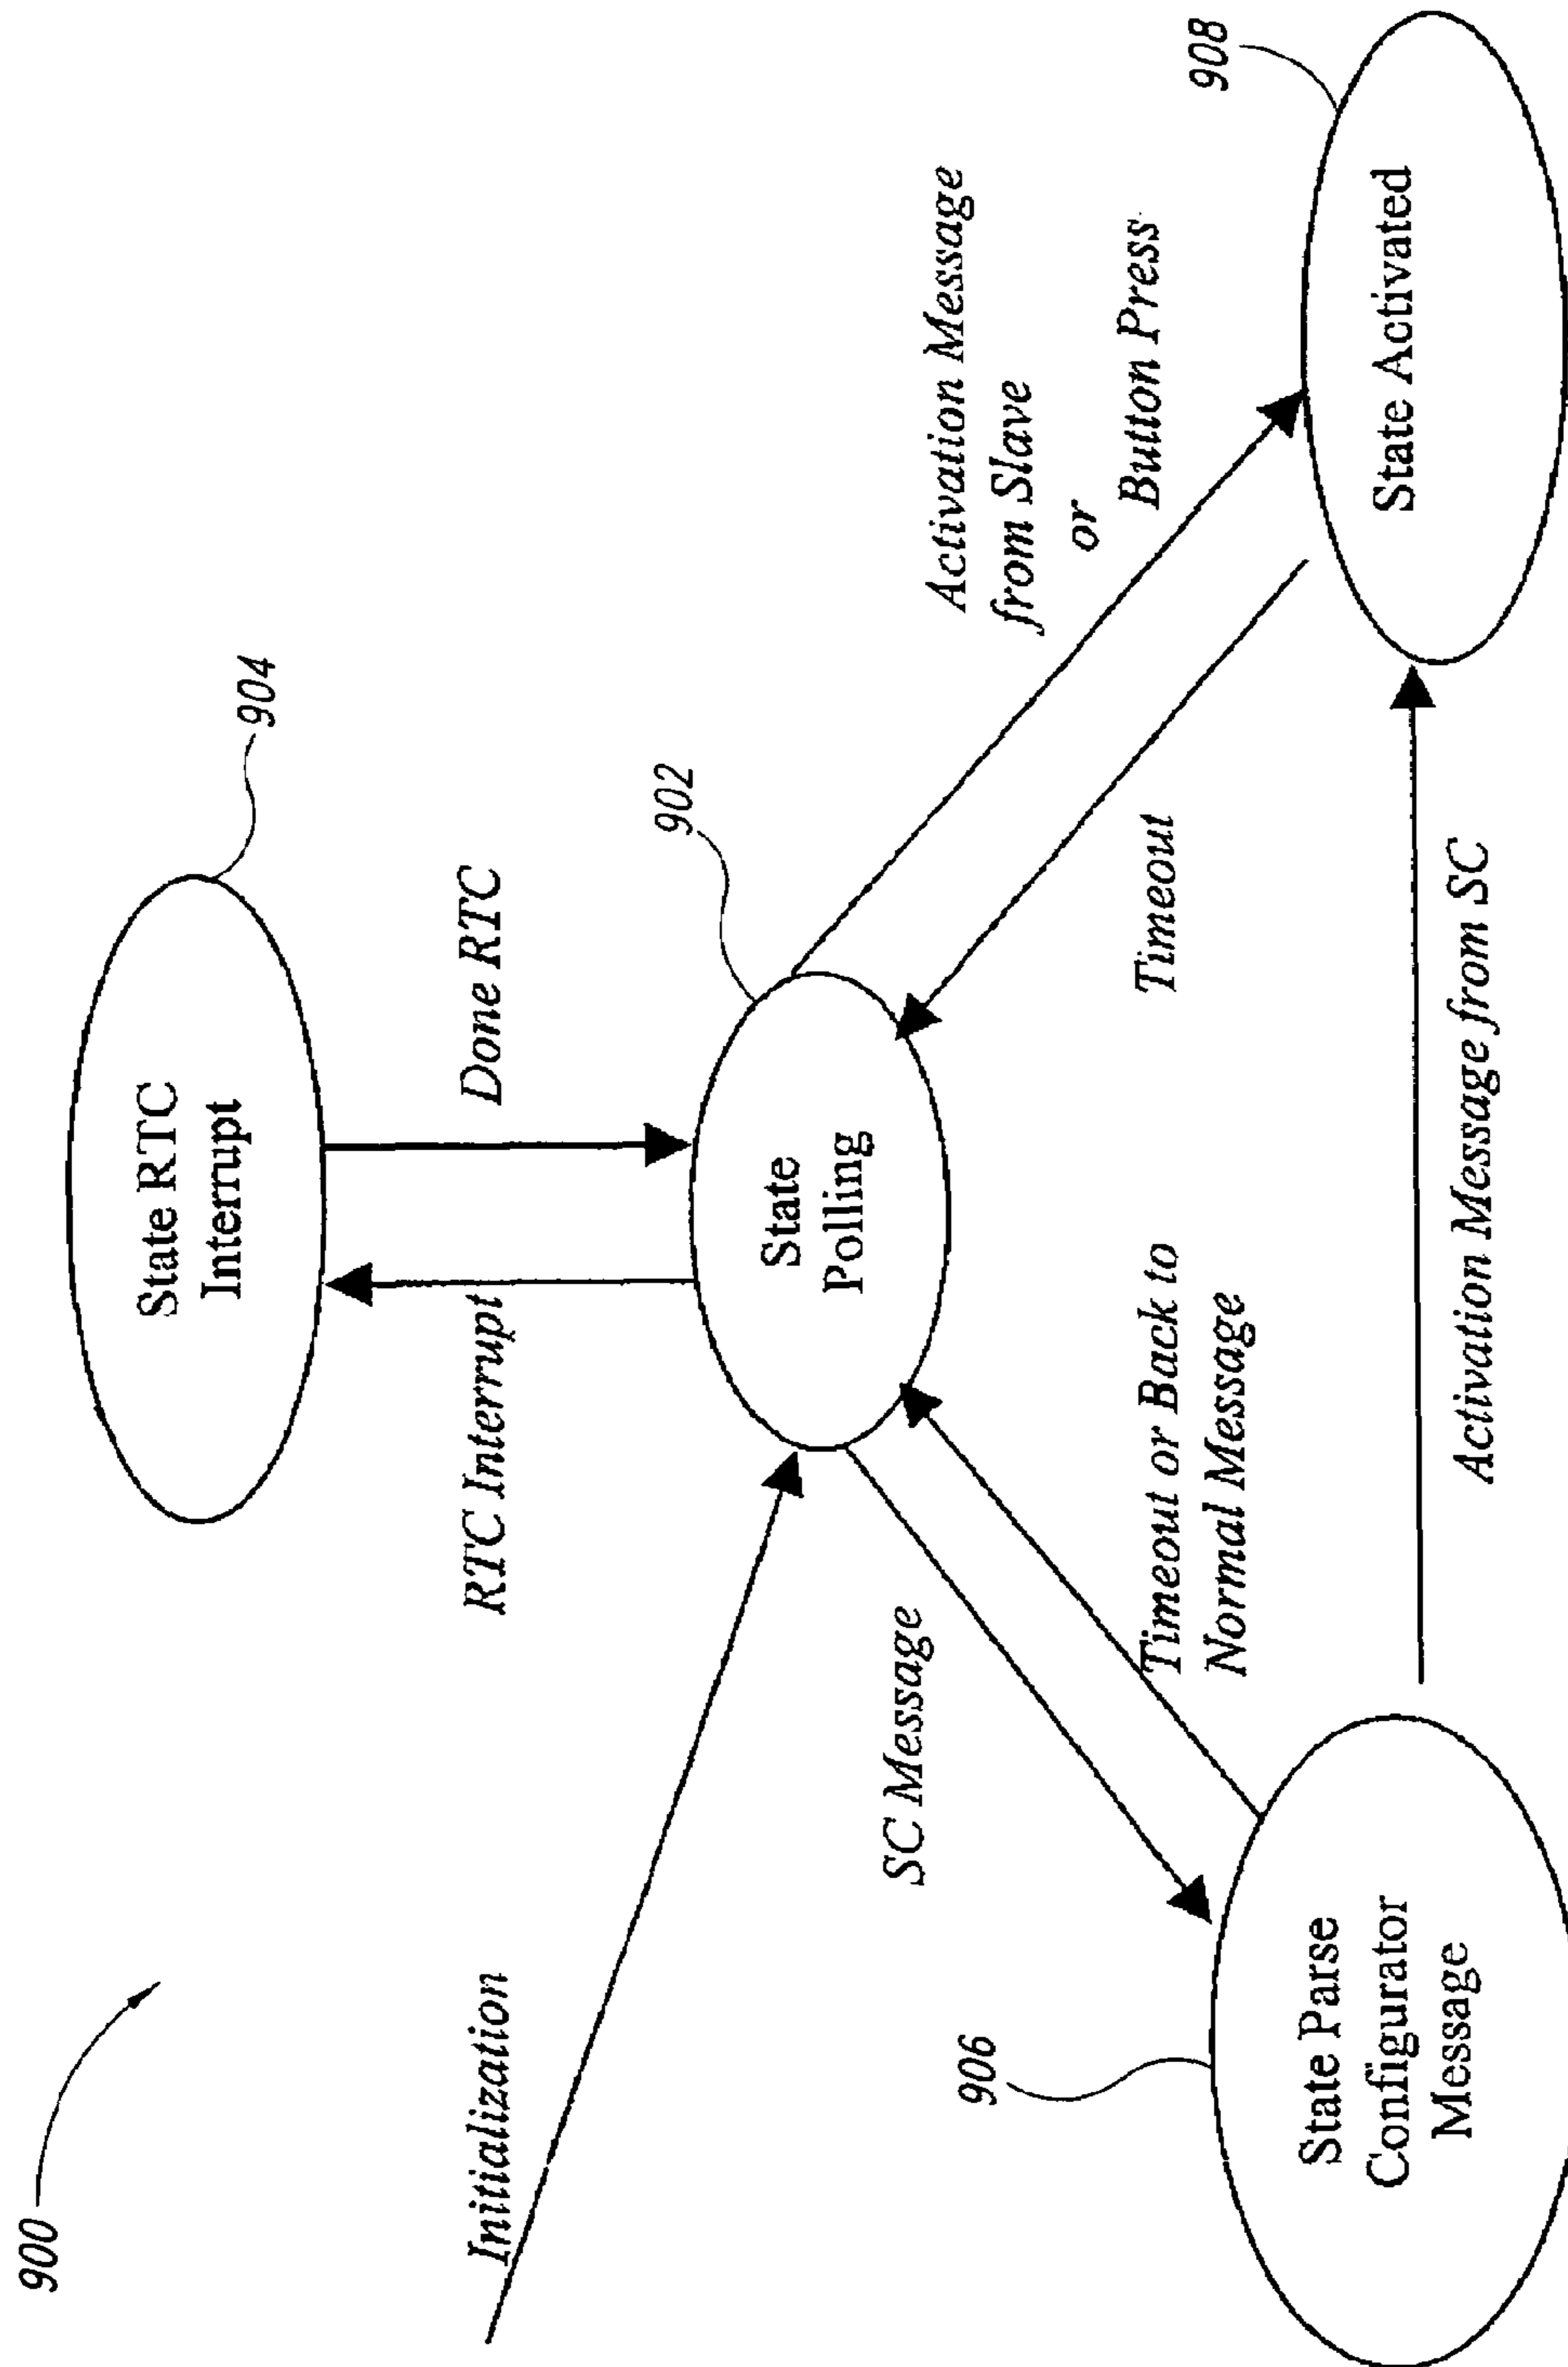 900
State RTC
Interrupt
904
Initialization
RTC Interrupt
Done RTC
902
State
Polling
SC Message
Activation Message
from Slave
or
Button Press
Timeout or Back to
Normal Message
Timeout
906
State Parse
Configurator
Message
908
State Activated
Activation Message from SC